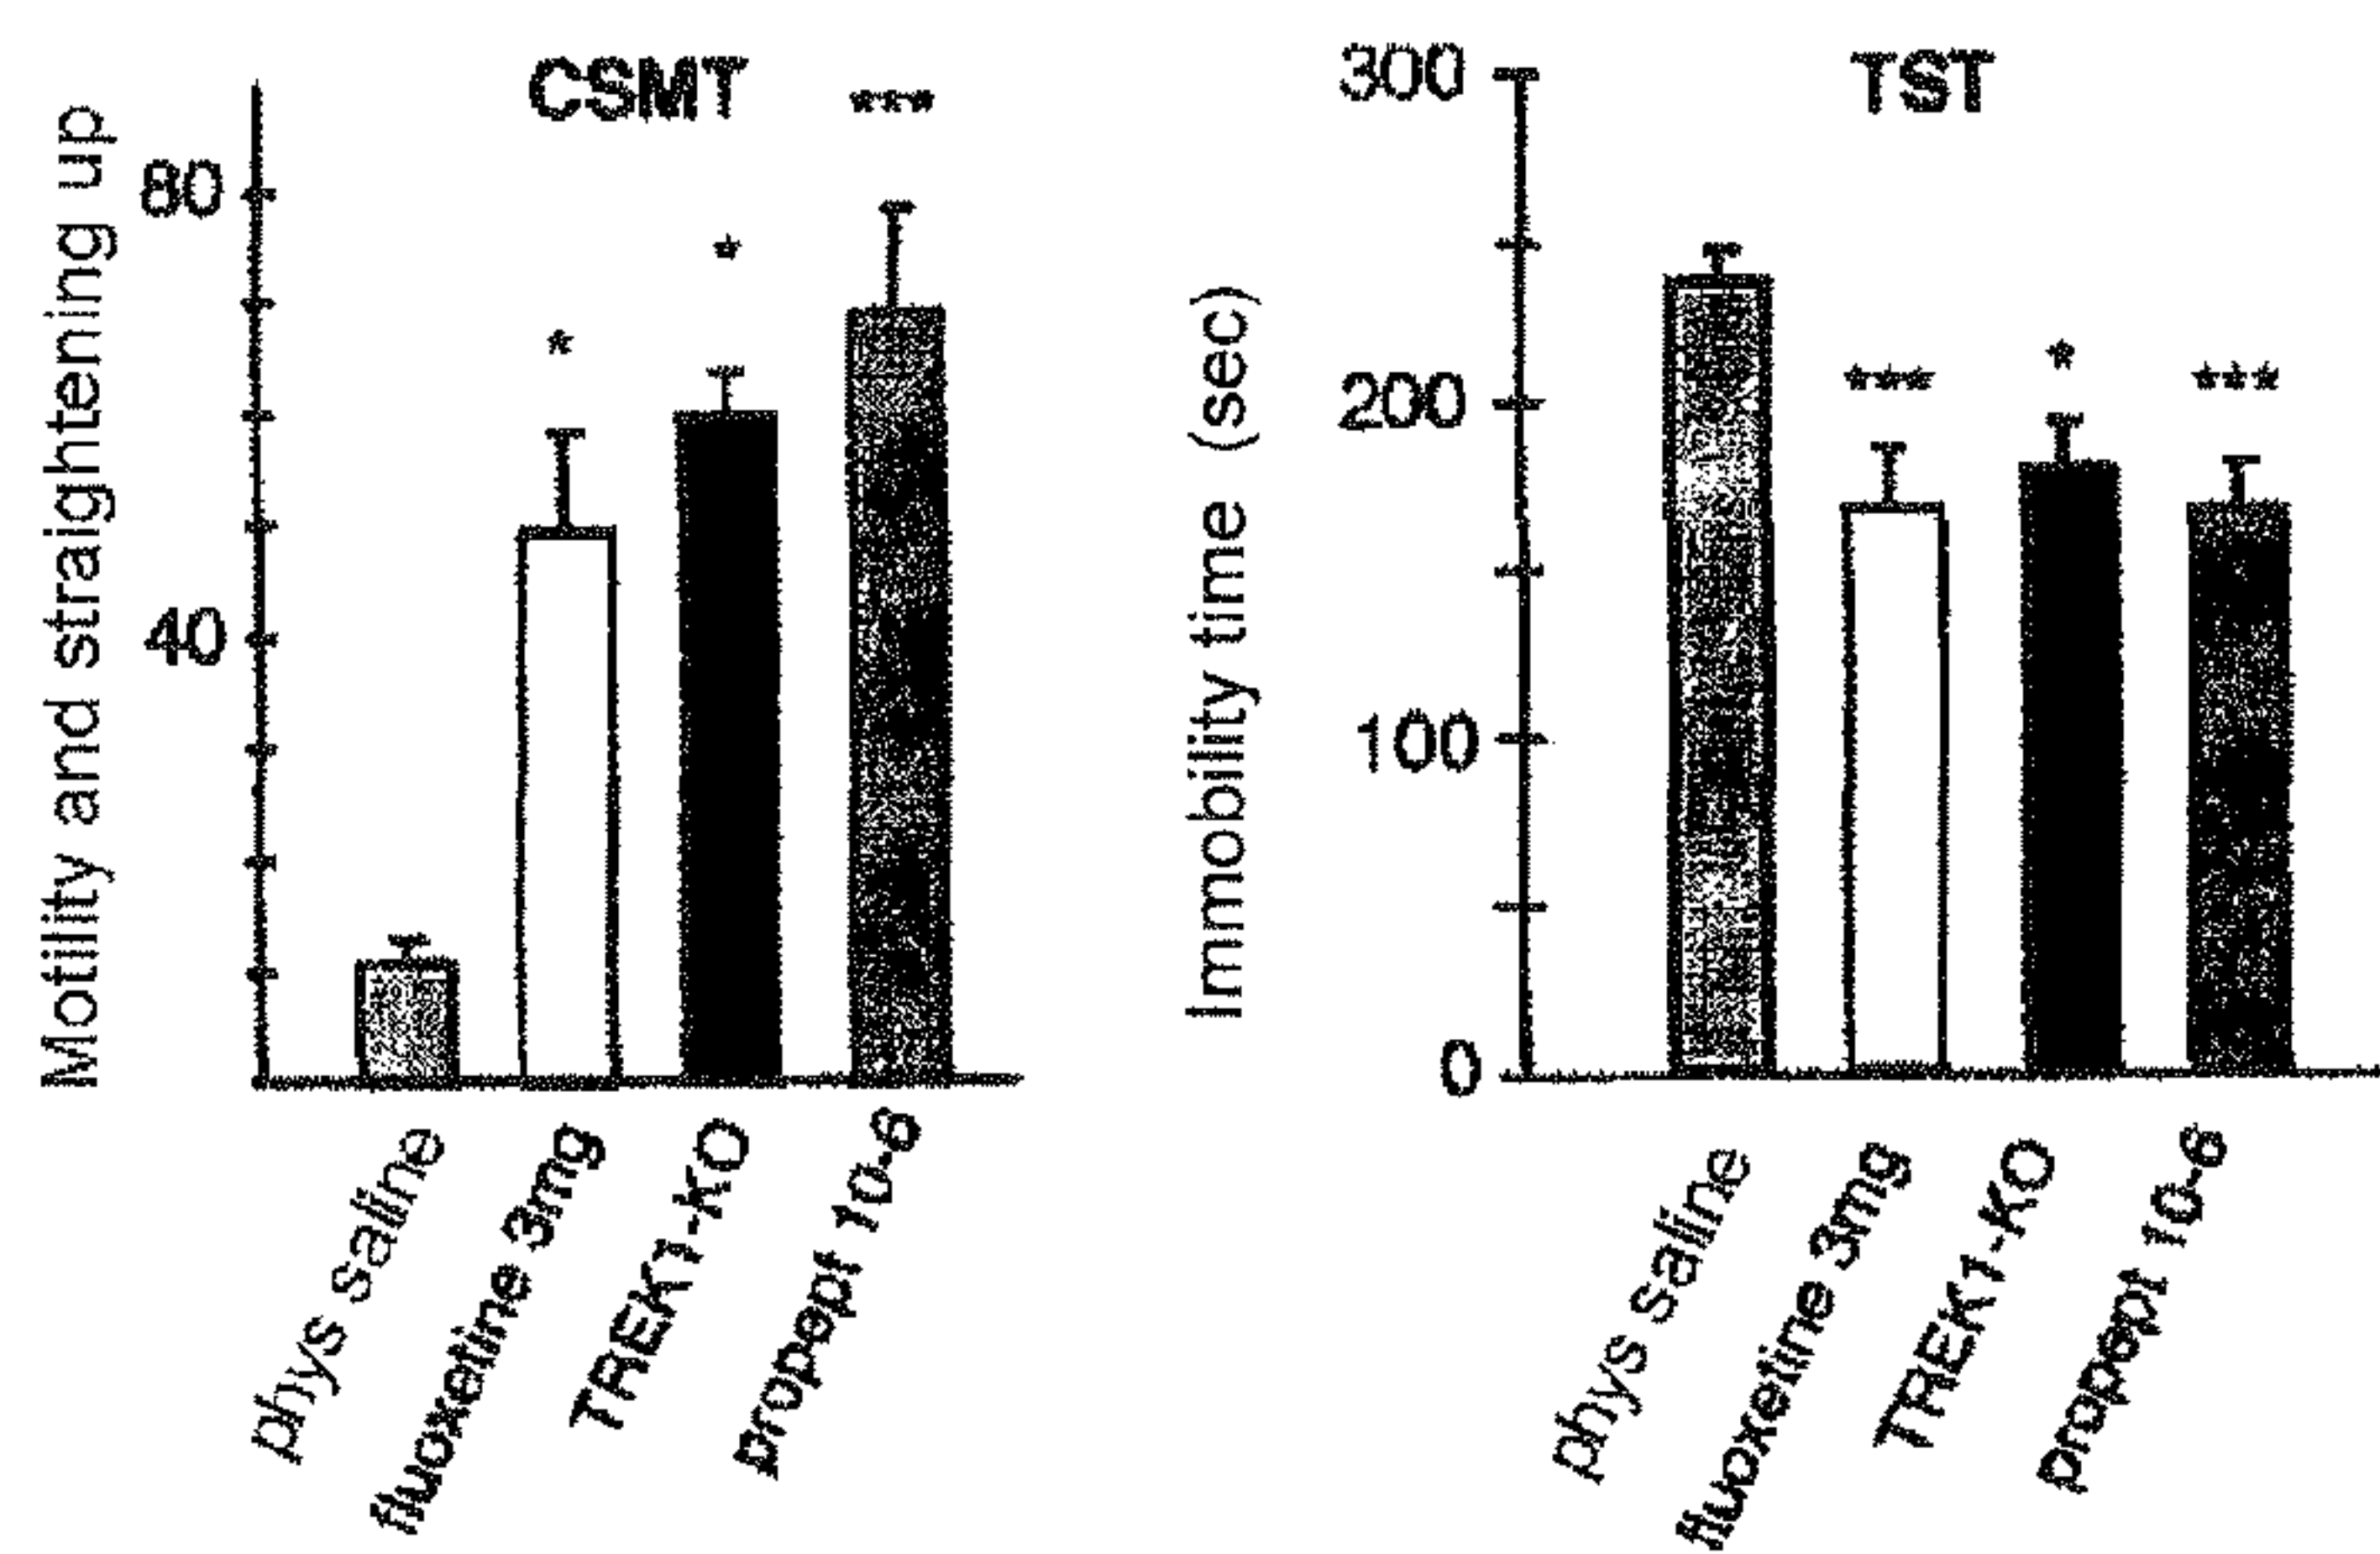 CSMT
***
Motility and straightening up
80
*
*
40
phys saline
fluoxetine 3mg
TREK1-KO
propept 10-6
TST
300
Immobility time (sec)
200
***
*
***
100
0
phys saline
fluoxetine 3mg
TREK1-KO
propept 10-6